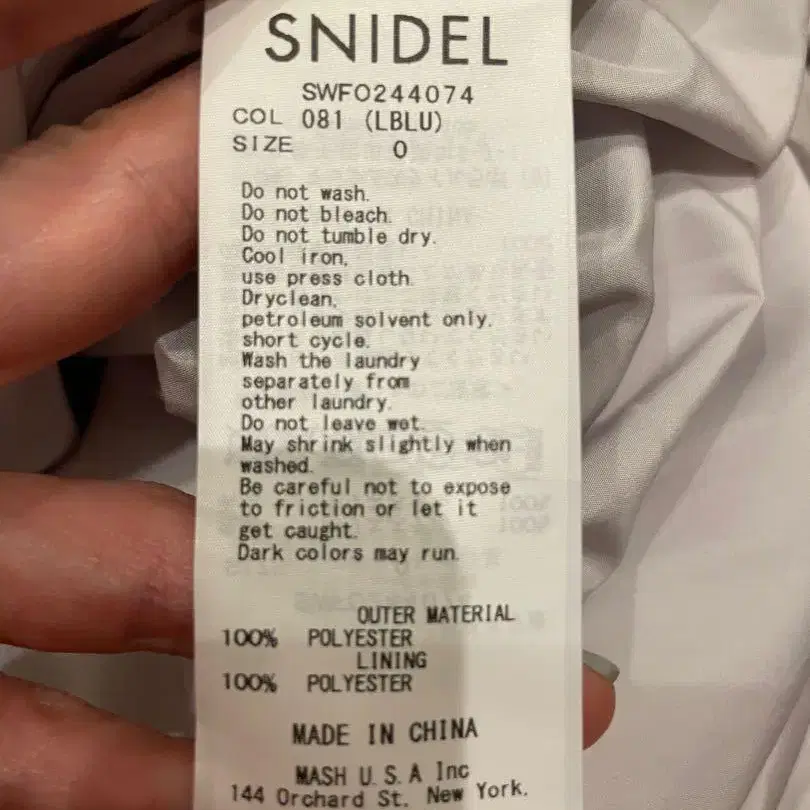 SNIDEL
SWFO244074
COL 081 (LBLU)
SIZE 0
Do not wash.
Do not bleach.
Do not tumble dry.
Cool iron,
use press cloth.
Dryclean,
petroleum solvent only.
short cycle.
Wash the laundry
separately from
other laundry.
Do not leave wet.
May shrink slightly when
washed.
Be careful not to expose
to friction or let it
get caught.
Dark colors may run.
OUTER MATERIAL
100% POLYESTER
LINING
100% POLYESTER
MADE IN CHINA
MASH U.S.A Inc
144 Orchard St. New York.